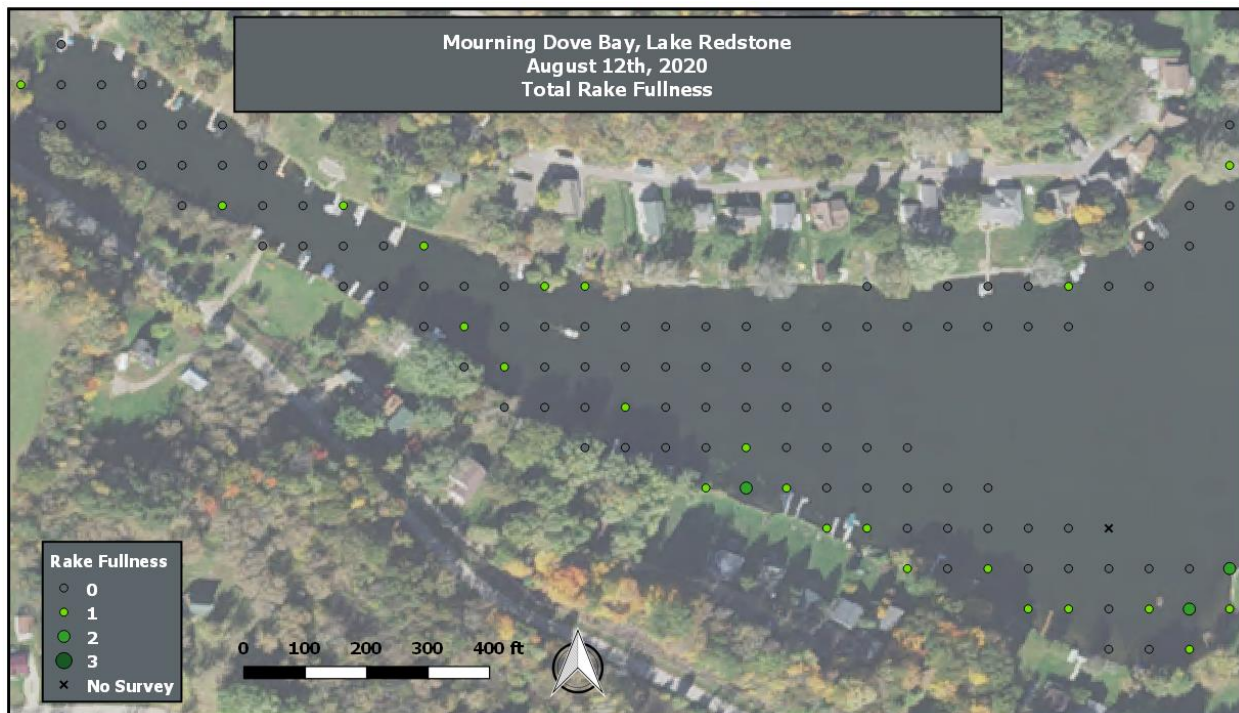 Mourning Dove Bay, Lake Redstone
August 12th, 2020
Total Rake Fullness
Rake Fullness
0
1
2
3
No Survey
0 100 200 300 400 ft